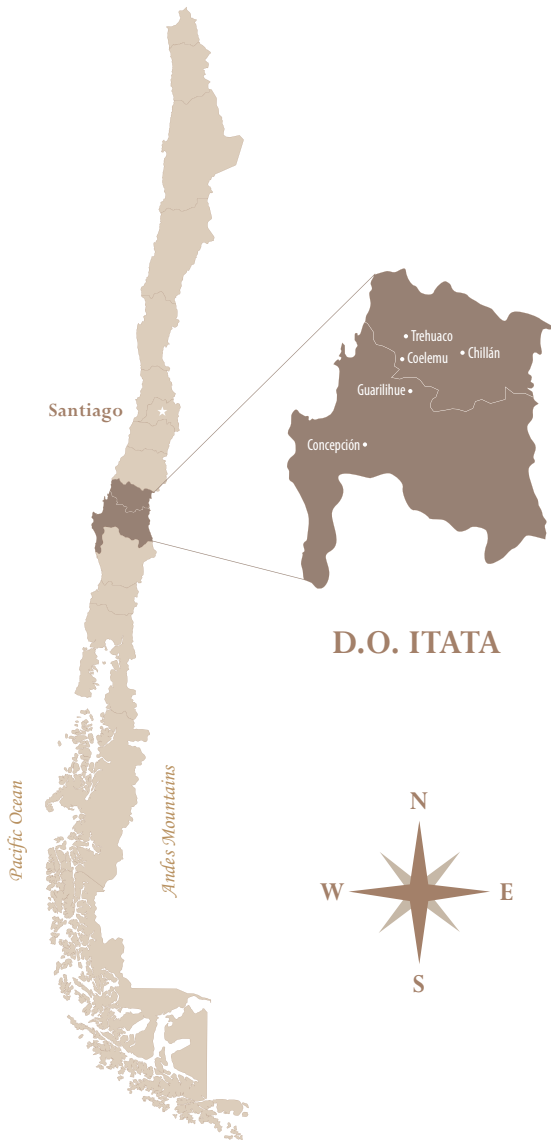 Trehuaco
Coelemu
Chillán
Guarilihue
Santiago
Concepción
D.O. ITATA
Pacific Ocean
Andes Mountains
N
W
E
S